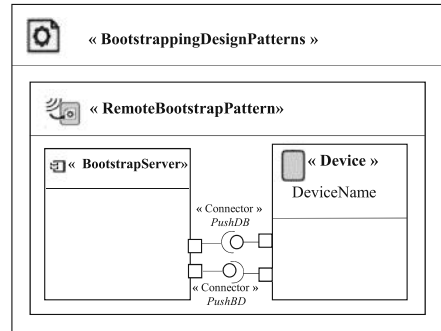 « BootstrappingDesignPatterns »
« RemoteBootstrapPattern»
« BootstrapServer»
« Device »
DeviceName
« Connector »
PushDB
« Connector »
PushBD